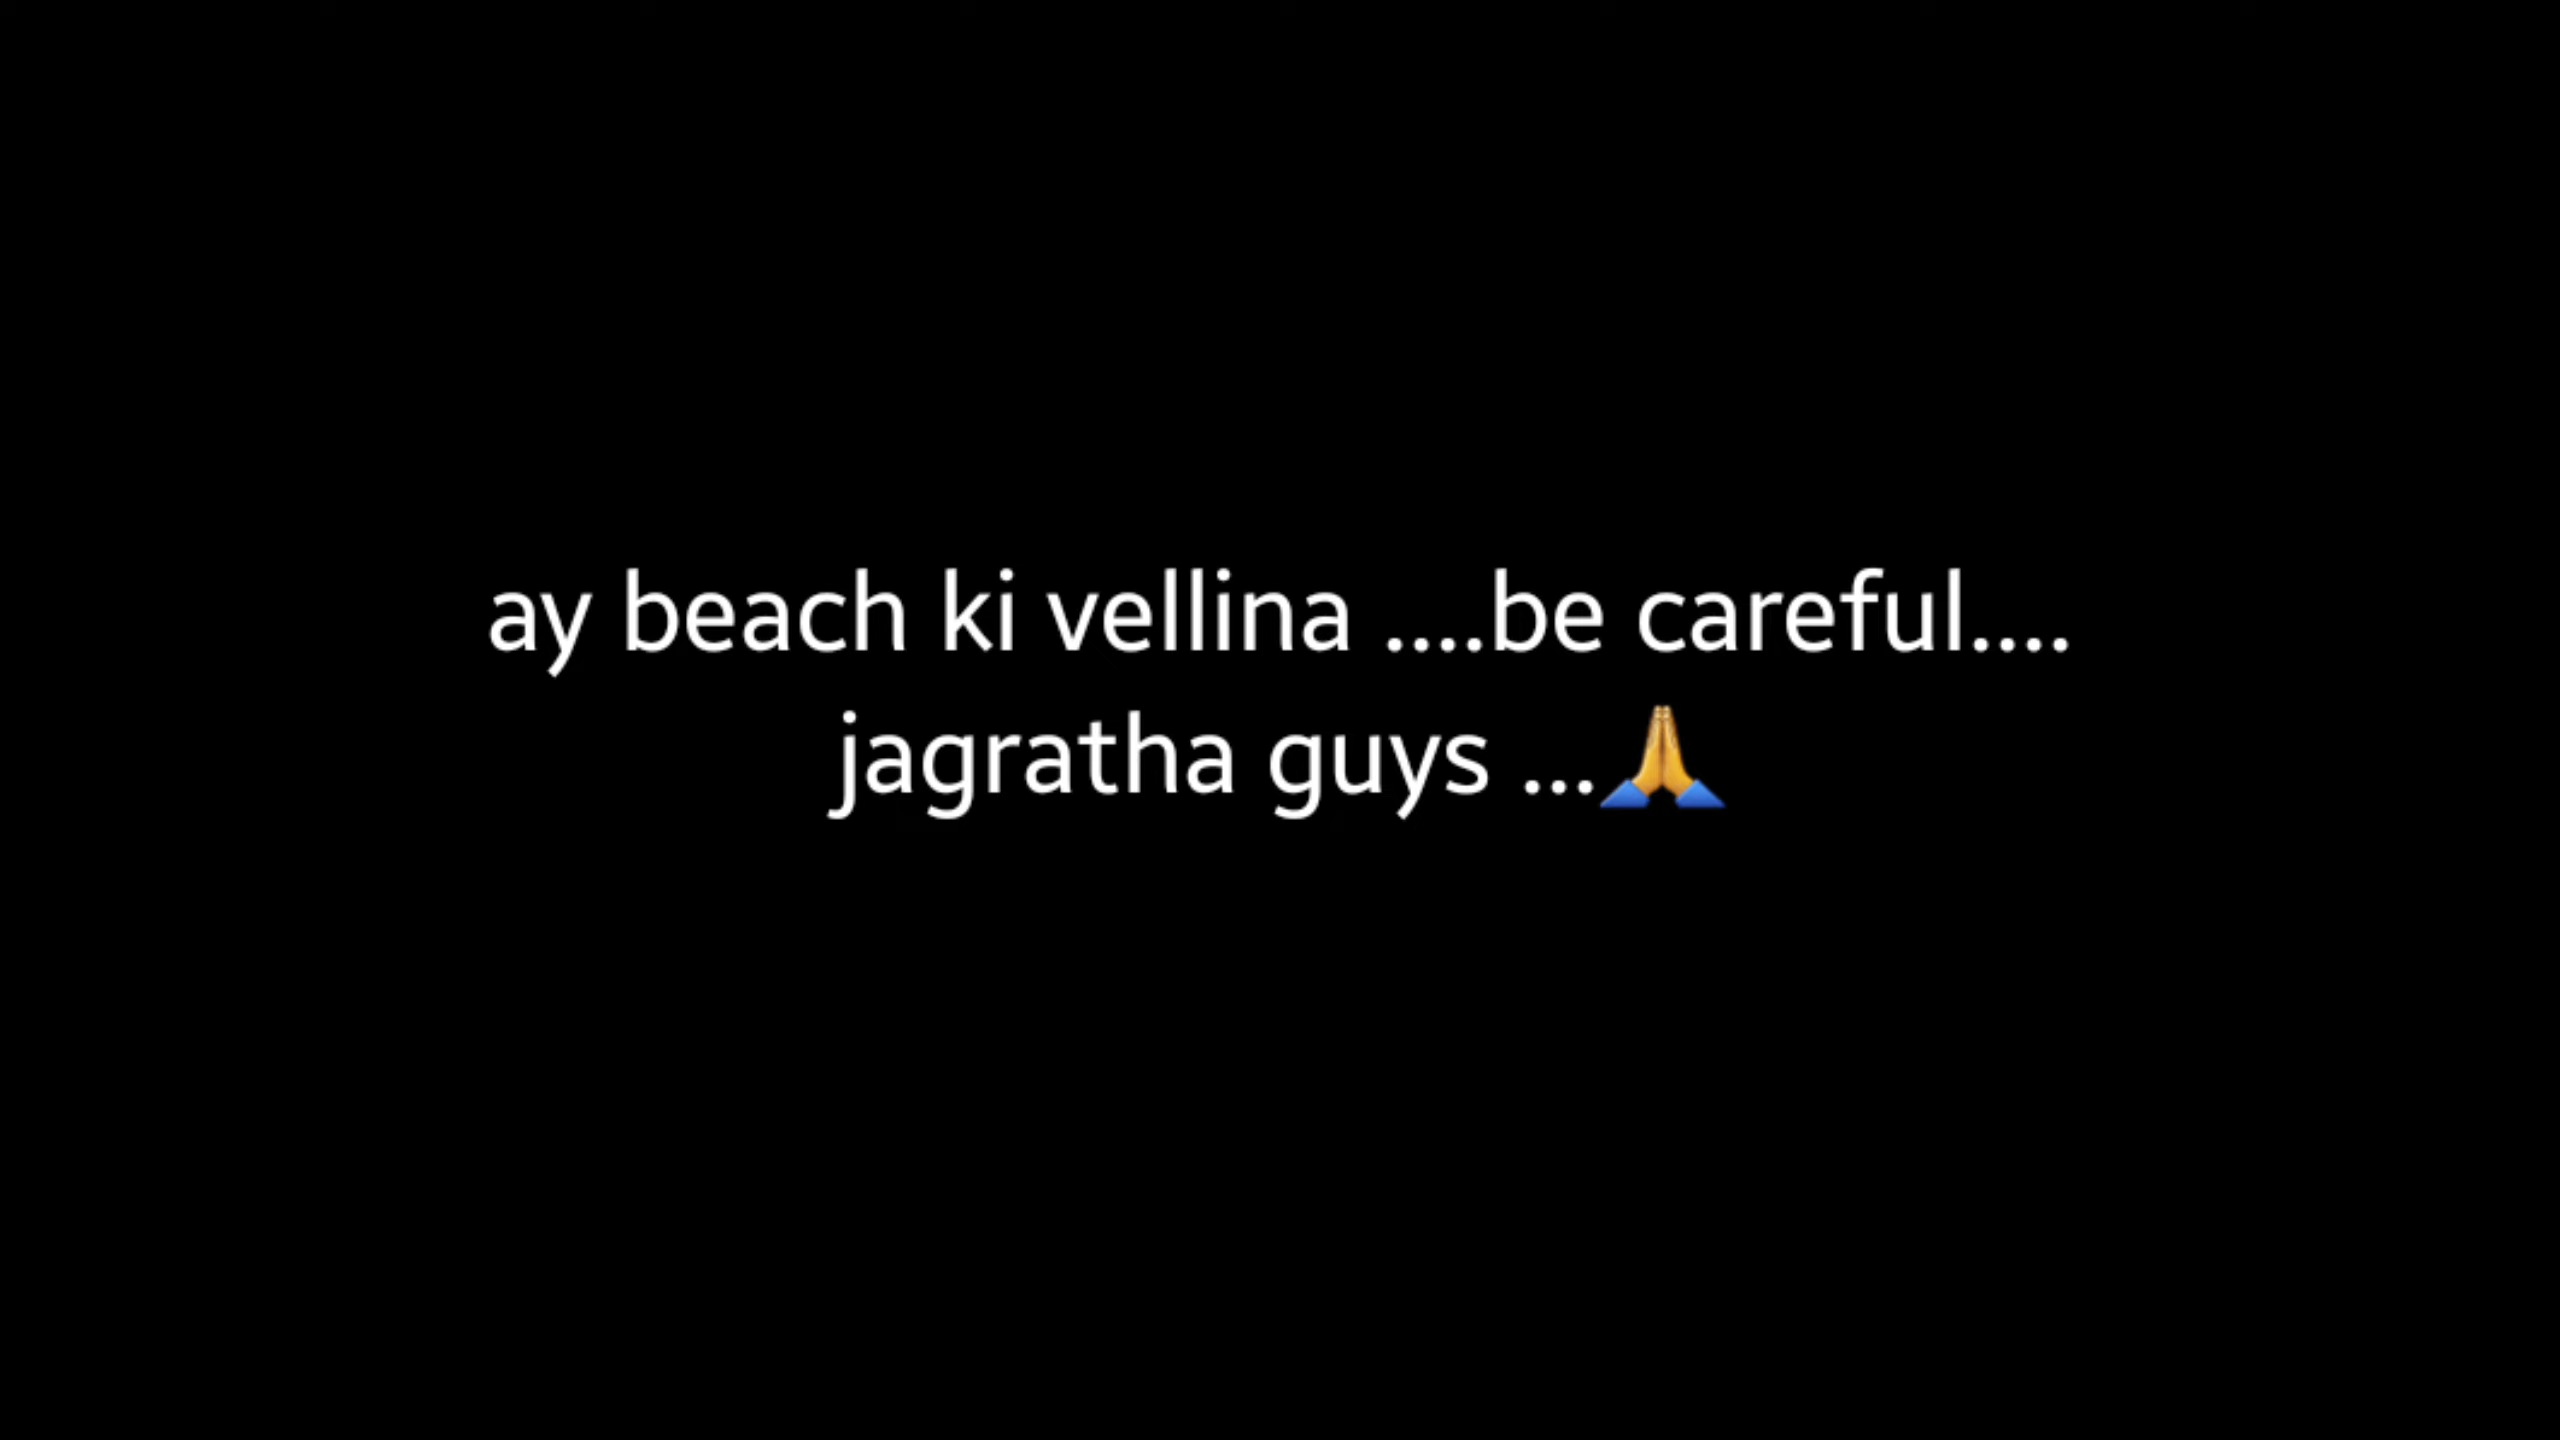 ay beach ki vellina ....be careful....
jagratha guys ...🙏